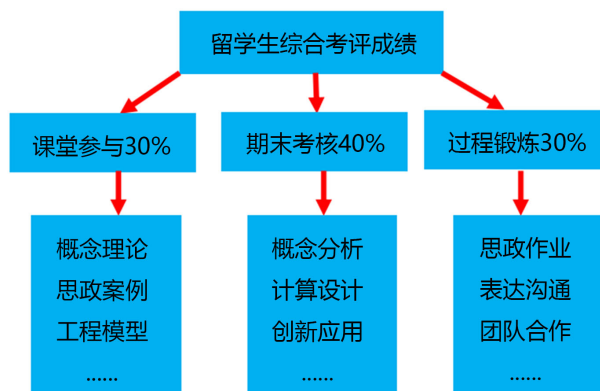 留学生综合考评成绩
课堂参与30%
期末考核40%
过程锻炼30%
概念理论
思政案例
工程模型
......
概念分析
计算设计
创新应用
......
思政作业
表达沟通
团队合作
......